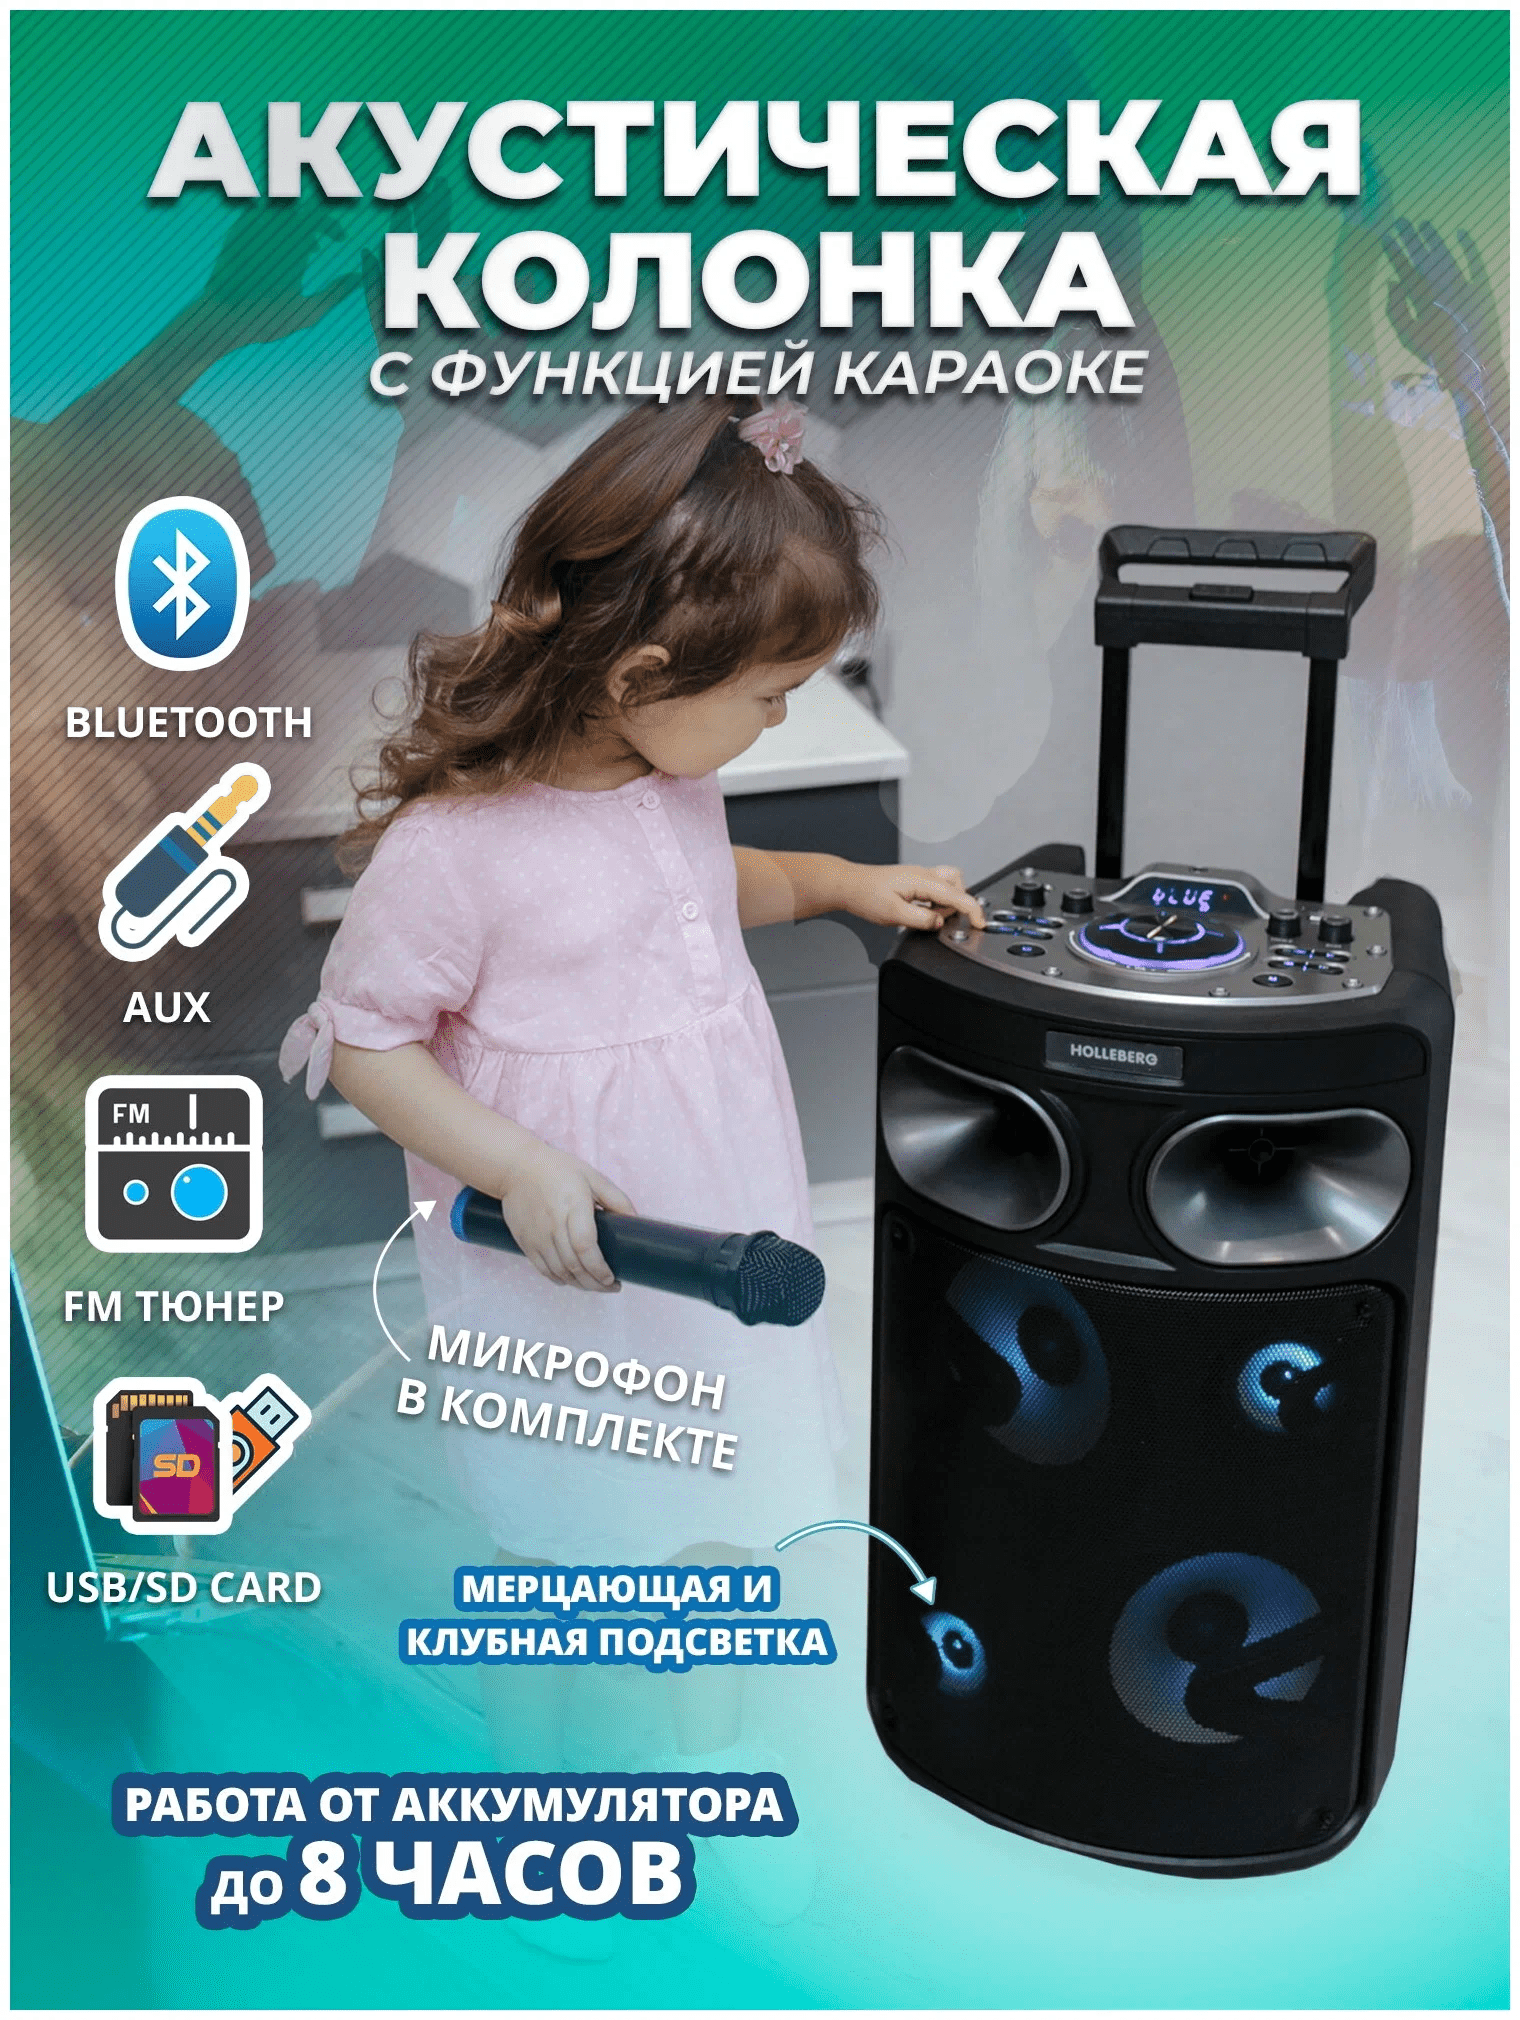 АКУСТИЧЕСКАЯ
КОЛОНКА
С ФУНКЦИЕЙ КАРАОКЕ
BLUETOOTH
AUX
FM
FM ТЮНЕР
SD
USB/SD CARD
bLUE
HOLLEBERG
МИКРОФОН
В КОМПЛЕКТЕ
МЕРЦАЮЩАЯ И
КЛУБНАЯ ПОДСВЕТКА
РАБОТА ОТ АККУМУЛЯТОРА
до 8 ЧАСОВ